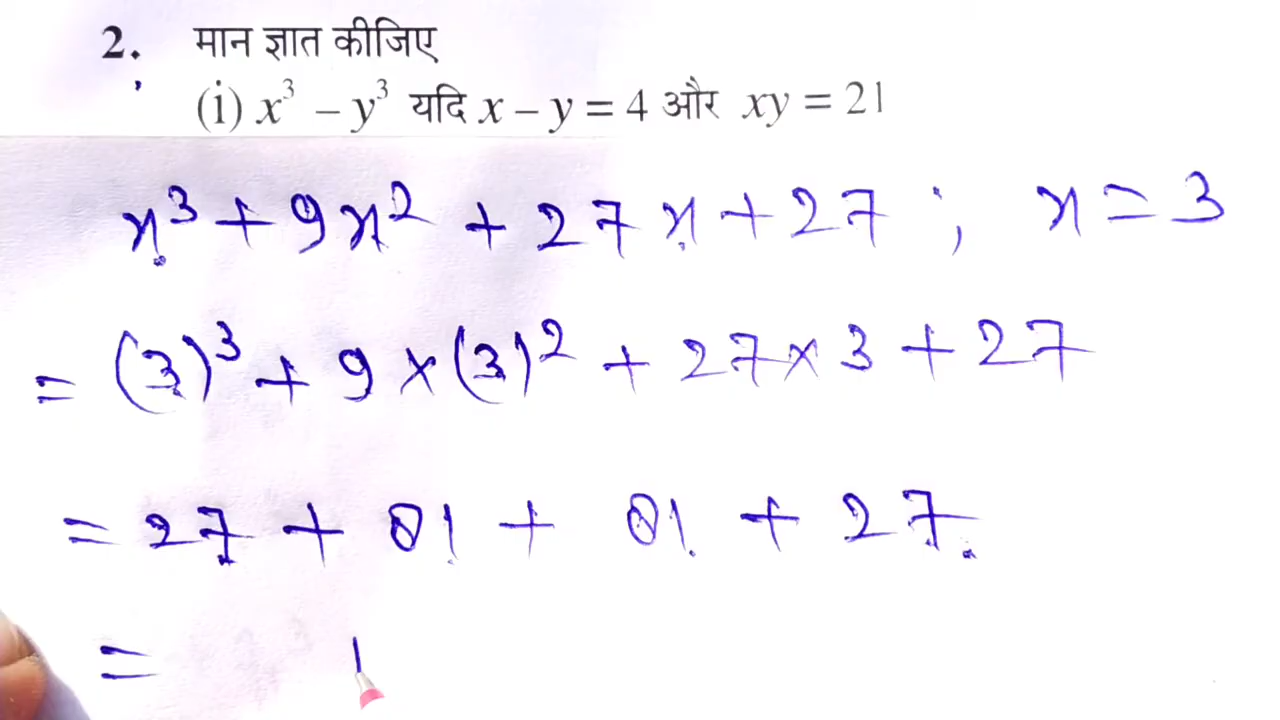 2. मान ज्ञात कीजिए
(i) x³ – y³ यदि x – y = 4 और xy = 21
x³ + 9x² + 27x + 27 ; x = 3
= (3)³ + 9 × (3)² + 27 × 3 + 27
= 27 + 81 + 81 + 27
= 1